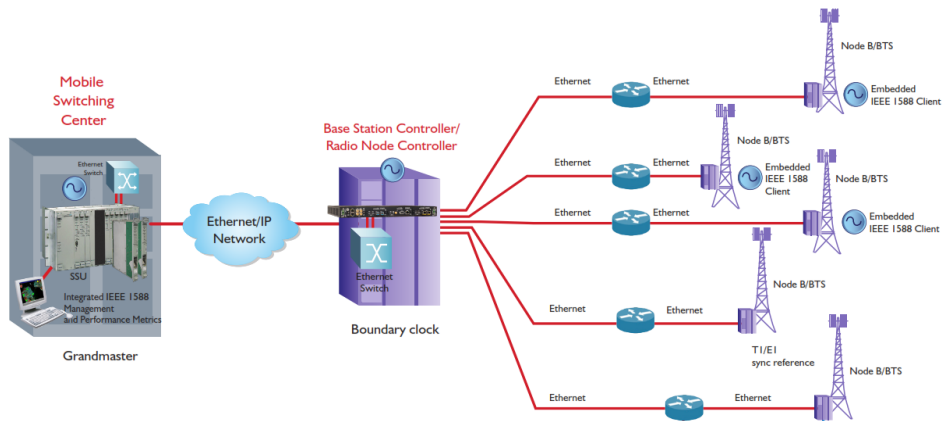 Mobile
Switching
Center
Ethernet
Switch
SSU
Integrated IEEE 1588
Management
and Performance Metrics
Grandmaster
Ethernet/IP
Network
Base Station Controller/
Radio Node Controller
Ethernet
Switch
Boundary clock
Ethernet
Ethernet
Node B/BTS
Embedded
IEEE 1588 Client
Ethernet
Ethernet
Node B/BTS
Embedded
IEEE 1588
Client
Ethernet
Ethernet
Node B/BTS
Embedded
IEEE 1588 Client
Ethernet
Ethernet
Node B/BTS
T1/E1
sync reference
Ethernet
Ethernet
Node B/BTS